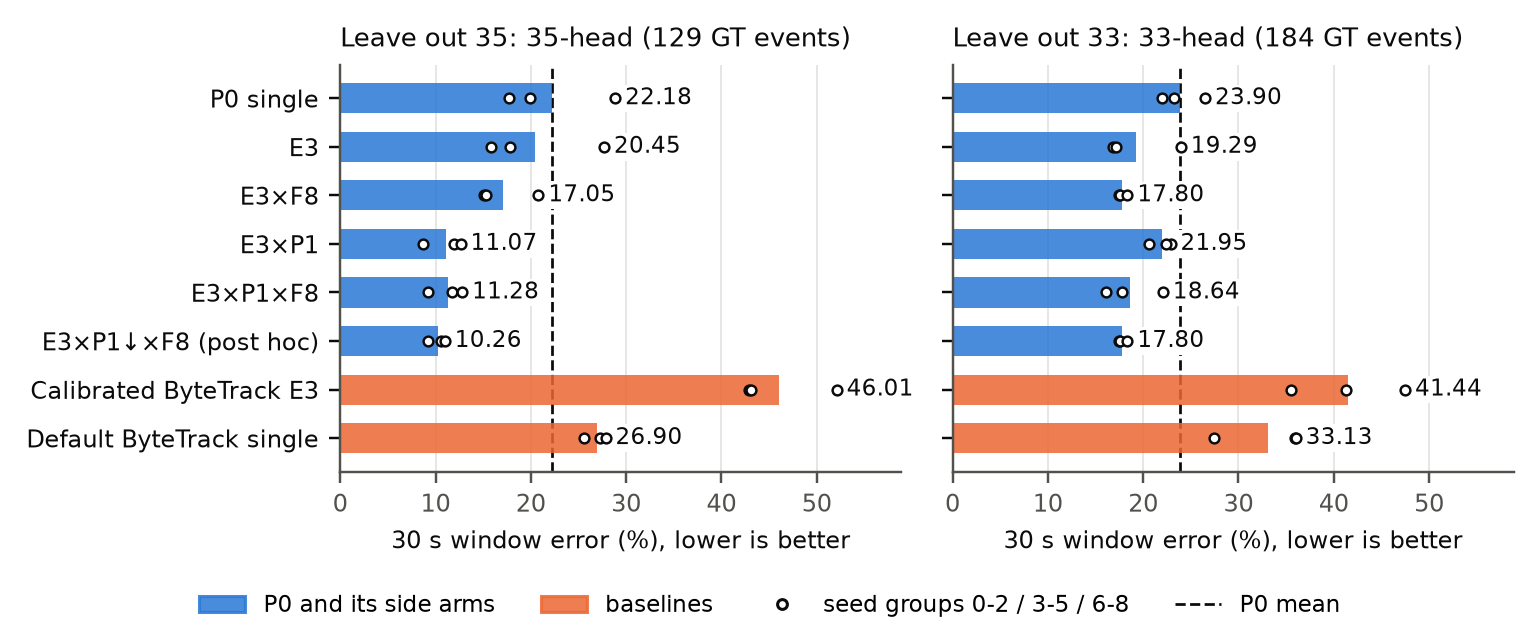 Leave out 35: 35-head (129 GT events)
Leave out 33: 33-head (184 GT events)
P0 single
22.18
23.90
E3
20.45
19.29
E3×F8
17.05
17.80
E3×P1
11.07
21.95
E3×P1×F8
11.28
18.64
E3×P1↓×F8 (post hoc)
10.26
17.80
Calibrated ByteTrack E3
46.01
41.44
Default ByteTrack single
26.90
33.13
0 10 20 30 40 50
0 10 20 30 40 50
30 s window error (%), lower is better
30 s window error (%), lower is better
P0 and its side arms
baselines
seed groups 0-2 / 3-5 / 6-8
P0 mean